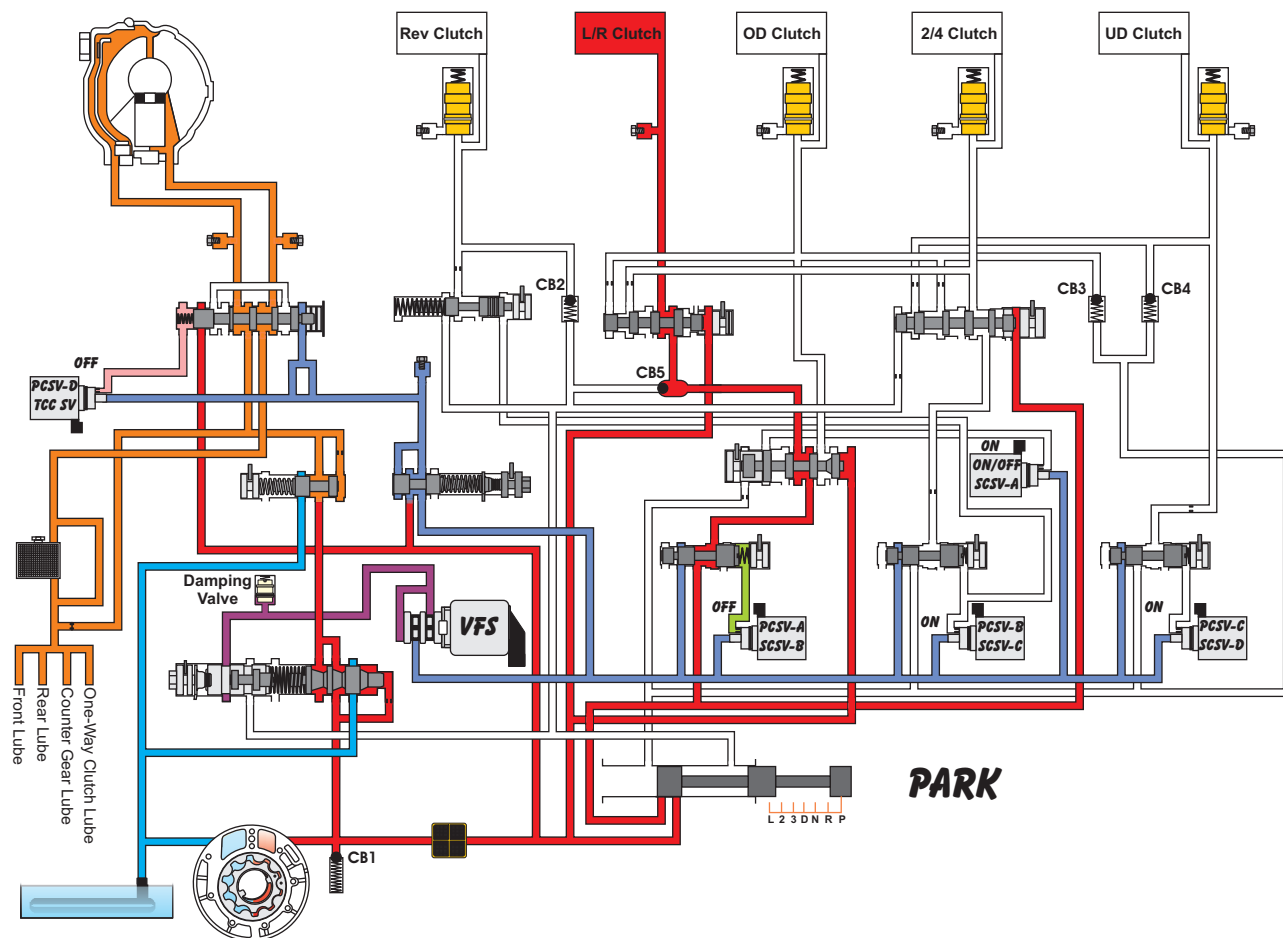 Rev Clutch
L/R Clutch
OD Clutch
2/4 Clutch
UD Clutch
CB2
CB3
CB4
OFF
CB5
PCSV-D
TCC SV
ON
ON/OFF
SCSV-A
Damping
Valve
VFS
OFF
PCSV-A
SCSV-B
ON
PCSV-B
SCSV-C
ON
PCSV-C
SCSV-D
Front Lube
Rear Lube
Counter Gear Lube
One-Way Clutch Lube
PARK
L 2 3 D N R P
CB1